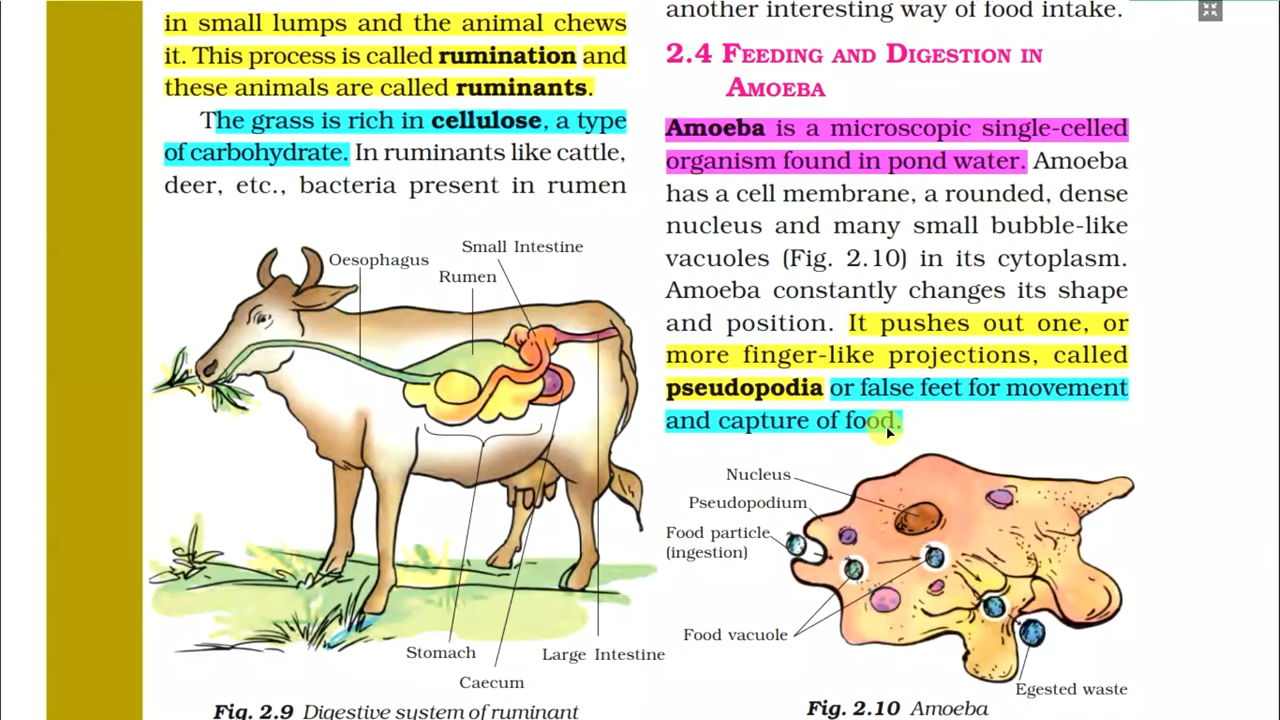 in small lumps and the animal chews
it. This process is called rumination and
these animals are called ruminants.
The grass is rich in cellulose, a type
of carbohydrate. In ruminants like cattle,
deer, etc., bacteria present in rumen
Small Intestine
Oesophagus
Rumen
Stomach
Large Intestine
Caecum
Fig. 2.9 Digestive system of ruminant
another interesting way of food intake.
2.4 FEEDING AND DIGESTION IN
AMOEBA
Amoeba is a microscopic single-celled
organism found in pond water. Amoeba
has a cell membrane, a rounded, dense
nucleus and many small bubble-like
vacuoles (Fig. 2.10) in its cytoplasm.
Amoeba constantly changes its shape
and position. It pushes out one, or
more finger-like projections, called
pseudopodia or false feet for movement
and capture of food.
Nucleus
Pseudopodium
Food particle
(ingestion)
Food vacuole
Egested waste
Fig. 2.10 Amoeba